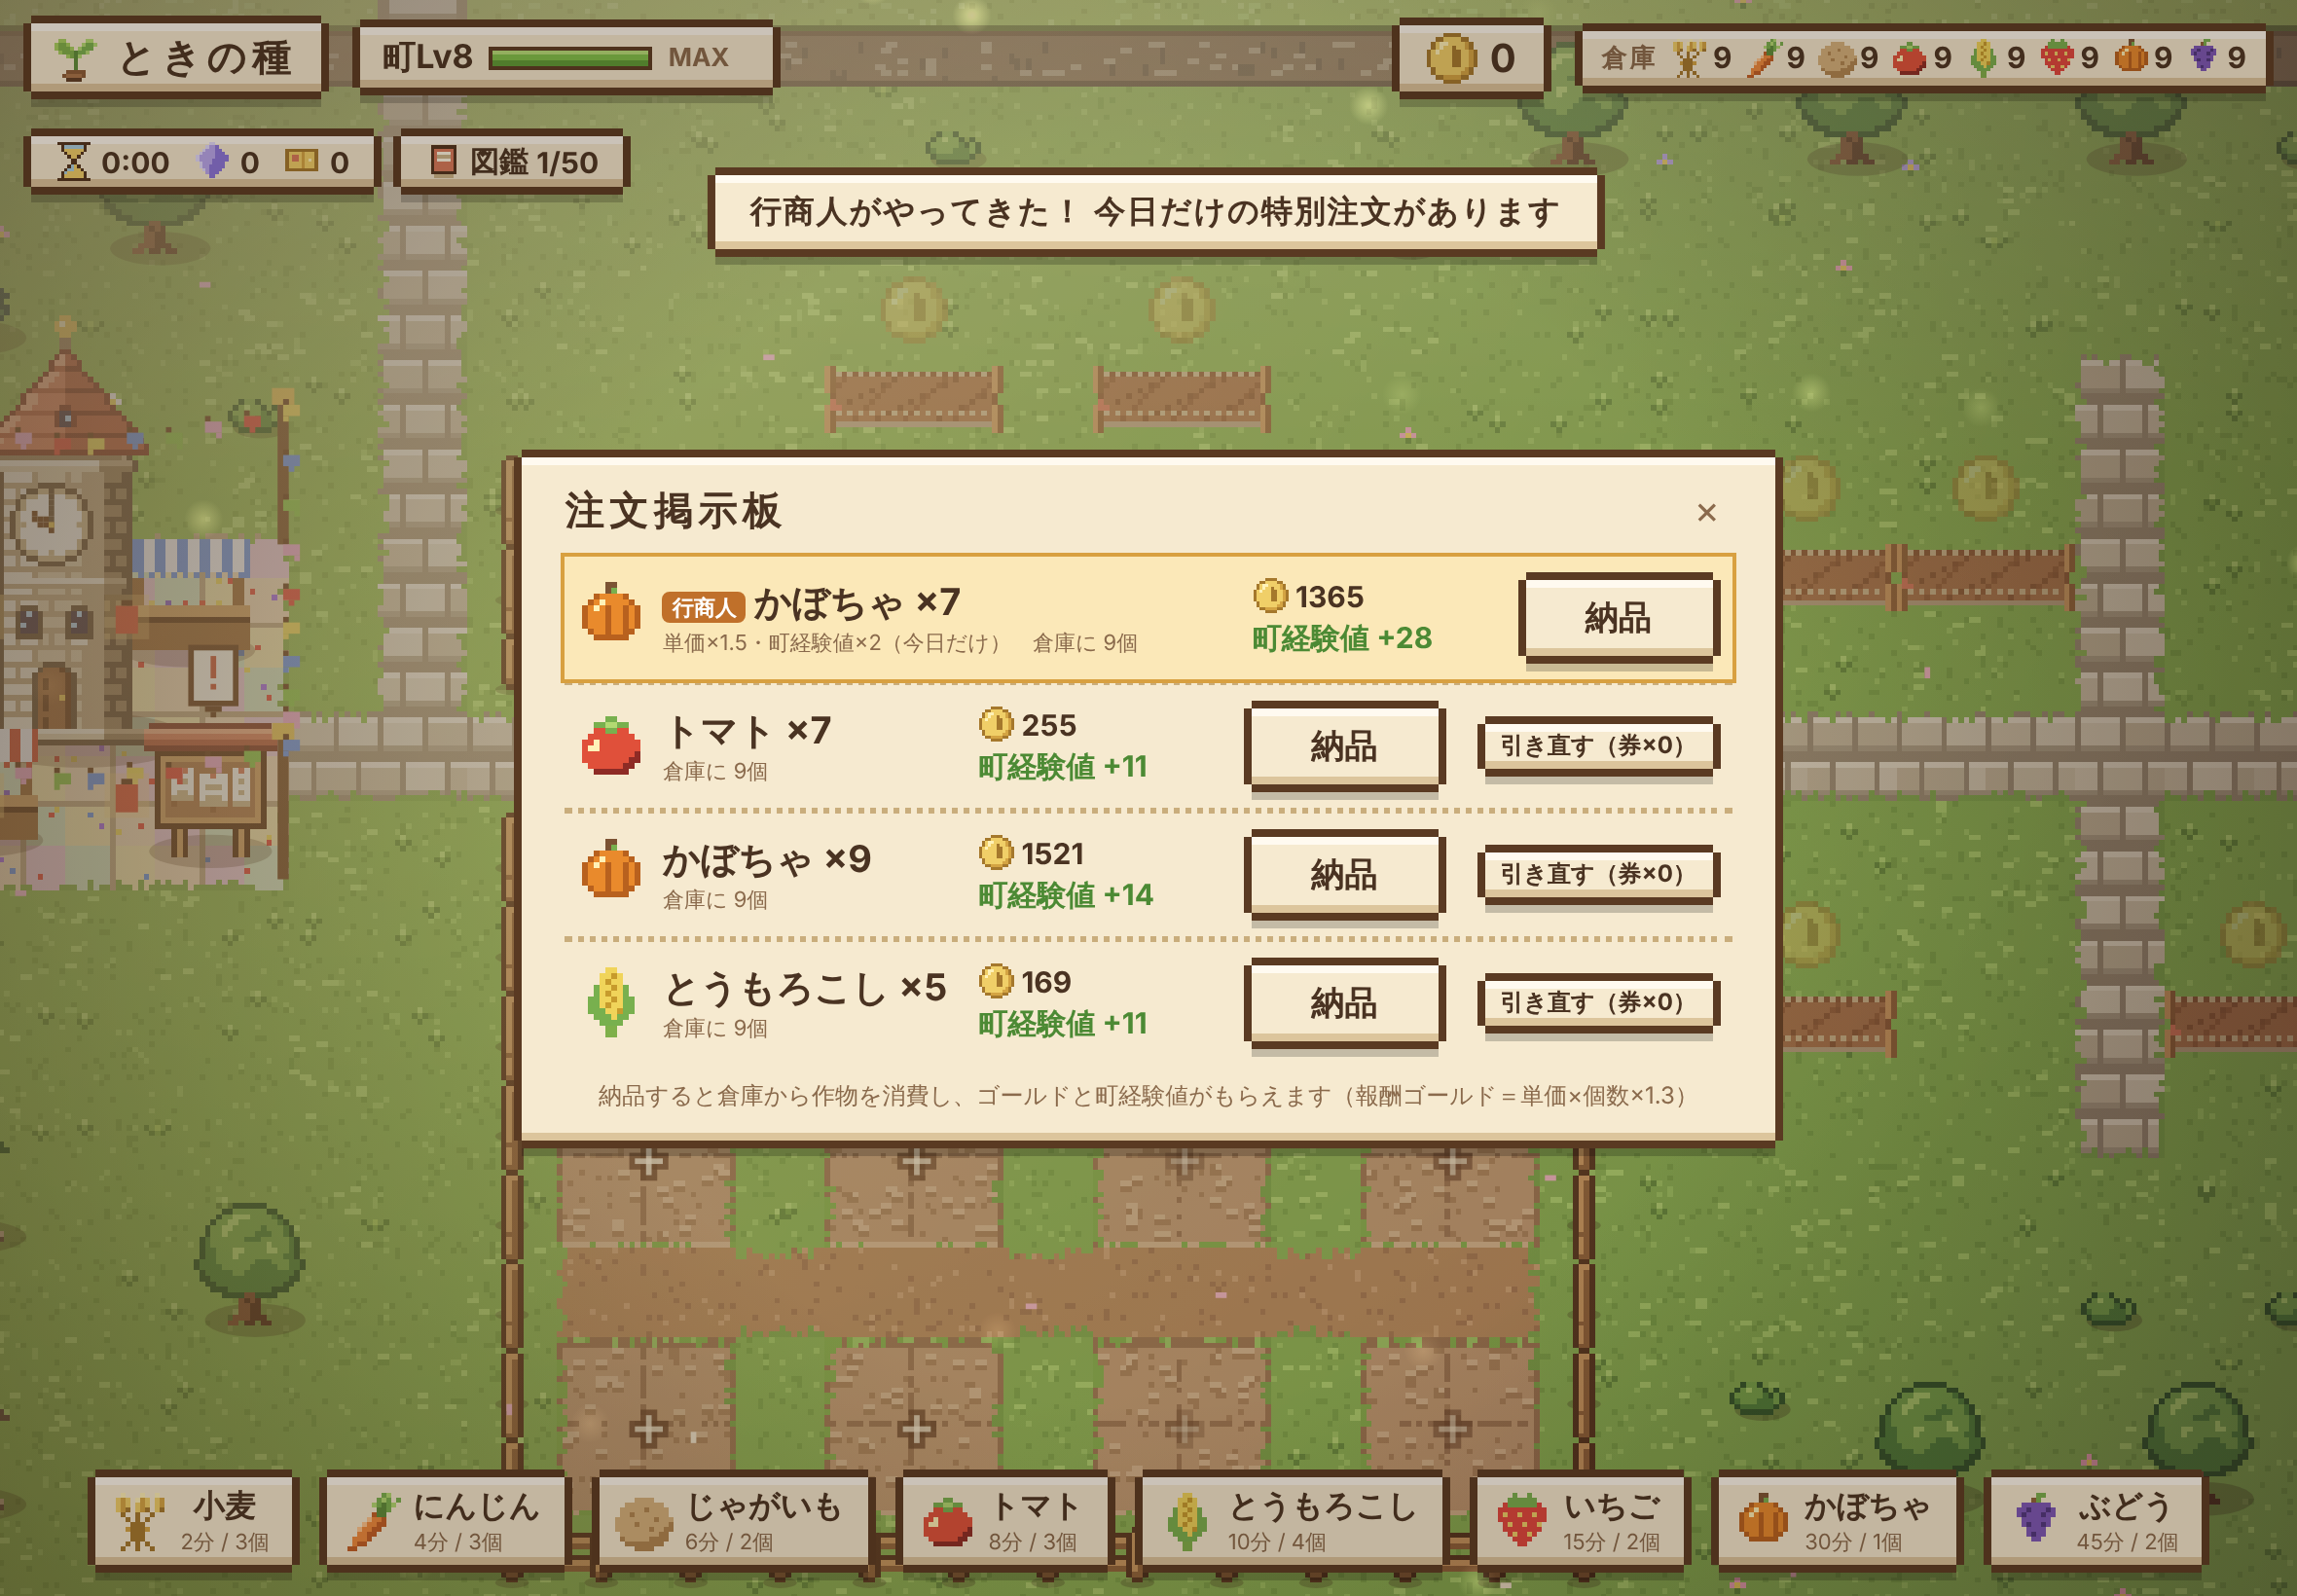 ときの種
町Lv8 MAX
0
倉庫 9 9 9 9 9 9 9 9
0:00 0 0
図鑑 1/50
行商人がやってきた！ 今日だけの特別注文があります
注文掲示板
×
行商人 かぼちゃ ×7
単価×1.5・町経験値×2（今日だけ） 倉庫に 9個
1365
町経験値 +28
納品
トマト ×7
倉庫に 9個
255
町経験値 +11
納品
引き直す（券×0）
かぼちゃ ×9
倉庫に 9個
1521
町経験値 +14
納品
引き直す（券×0）
とうもろこし ×5
倉庫に 9個
169
町経験値 +11
納品
引き直す（券×0）
納品すると倉庫から作物を消費し、ゴールドと町経験値がもらえます（報酬ゴールド＝単価×個数×1.3）
小麦
2分 / 3個
にんじん
4分 / 3個
じゃがいも
6分 / 2個
トマト
8分 / 3個
とうもろこし
10分 / 4個
いちご
15分 / 2個
かぼちゃ
30分 / 1個
ぶどう
45分 / 2個